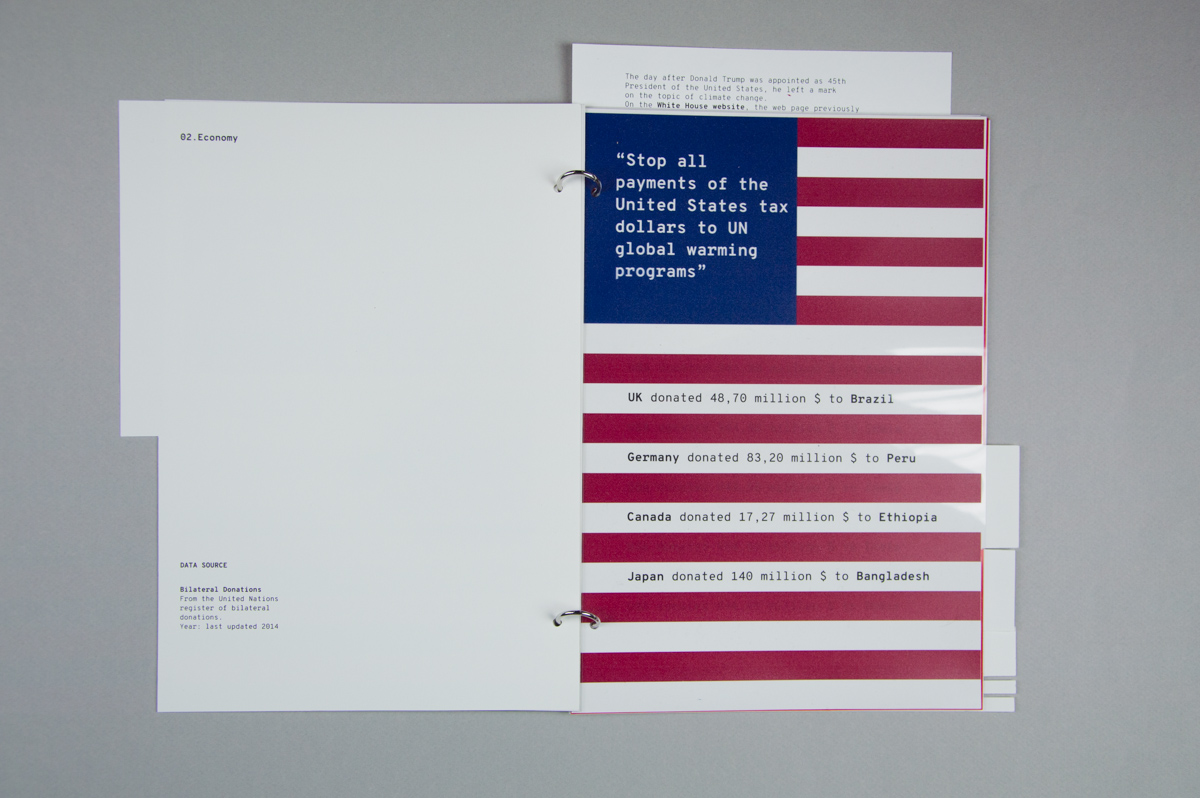 The day after Donald Trump was appointed as 45th
President of the United States, he left a mark
on the topic of climate change.
On the White House website, the web page previously
02.Economy
“Stop all
payments of the
United States tax
dollars to UN
global warming
programs”
UK donated 48,70 million $ to Brazil
Germany donated 83,20 million $ to Peru
Canada donated 17,27 million $ to Ethiopia
Japan donated 140 million $ to Bangladesh
DATA SOURCE
Bilateral Donations
From the United Nations
register of bilateral
donations.
Year: last updated 2014